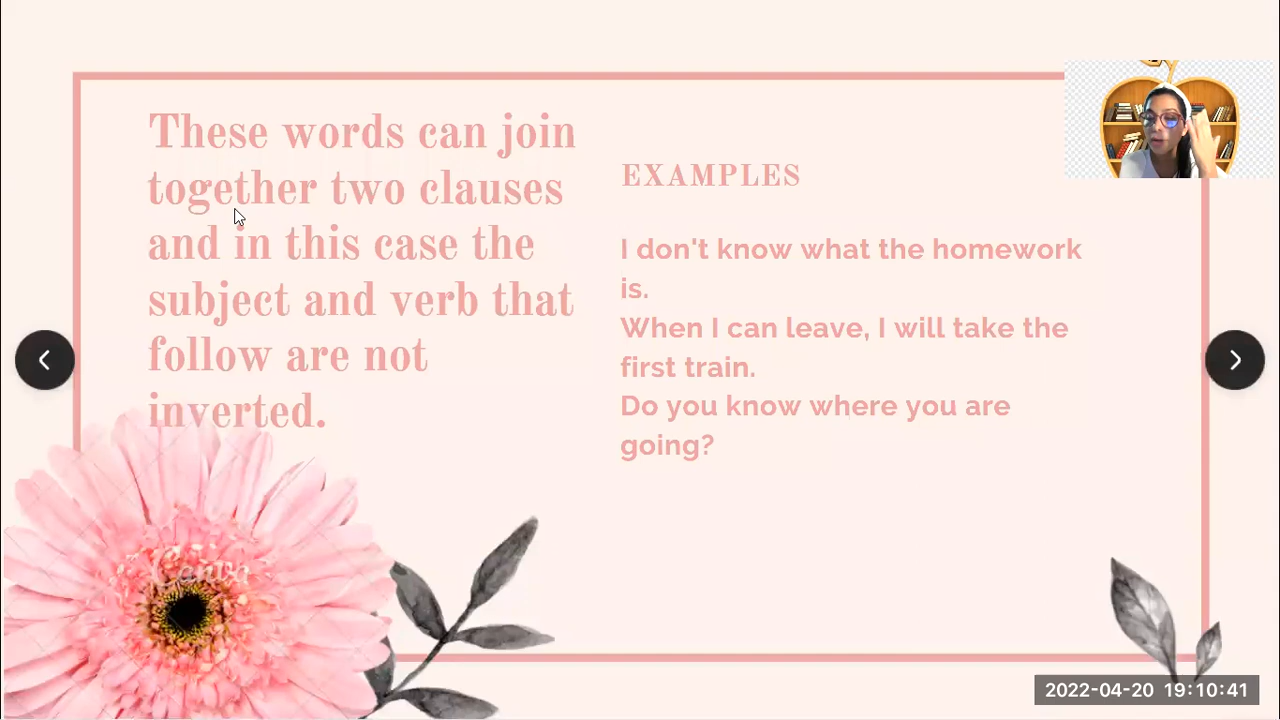 These words can join
together two clauses
and in this case the
subject and verb that
follow are not
inverted.
EXAMPLES
I don't know what the homework
is.
When I can leave, I will take the
first train.
Do you know where you are
going?
Canva
2022-04-20 19:10:41